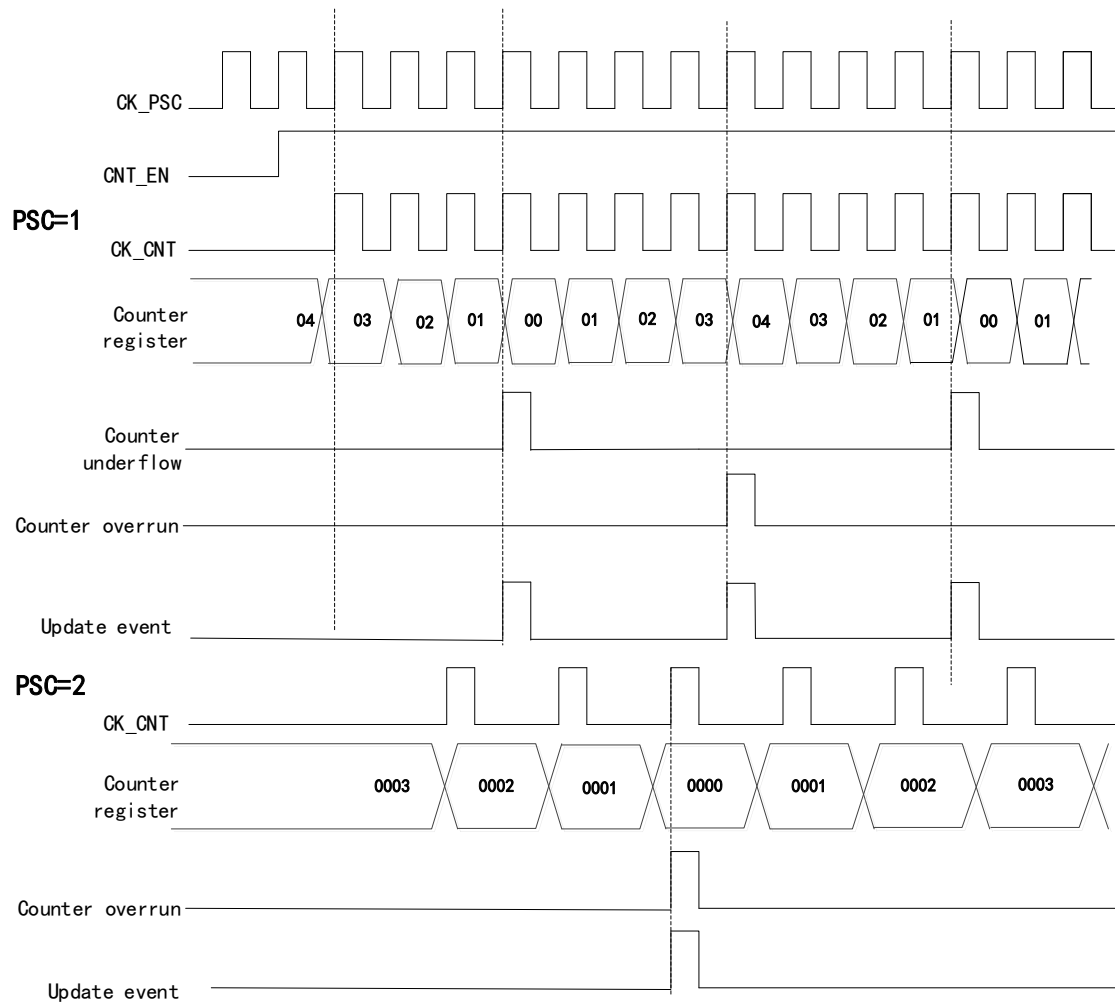 CK_PSC
CNT_EN
PSC=1
CK_CNT
Counter
register
04 03 02 01 00 01 02 03 04 03 02 01 00 01
Counter
underflow
Counter overrun
Update event
PSC=2
CK_CNT
Counter
register
0003 0002 0001 0000 0001 0002 0003
Counter overrun
Update event